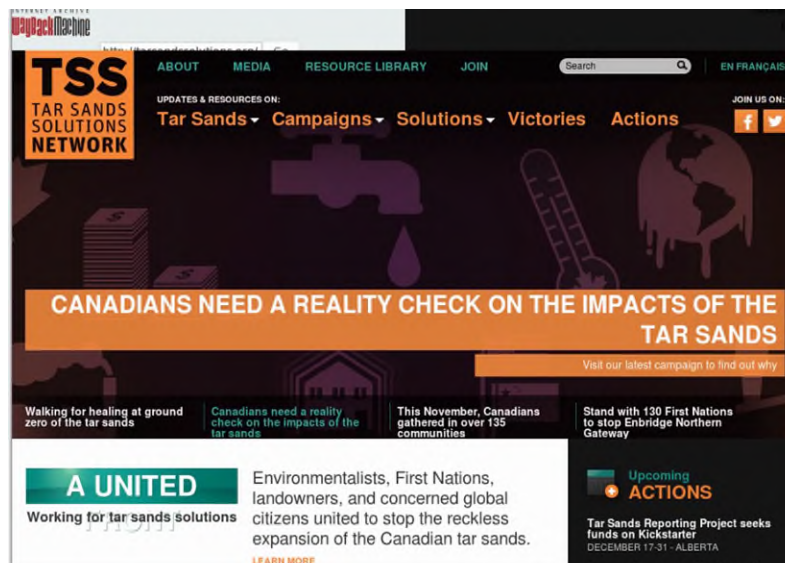 INTERNET ARCHIVE
WayBackMachine
http://tarsandssolutions.org/ Go
TSS
TAR SANDS
SOLUTIONS
NETWORK
ABOUT MEDIA RESOURCE LIBRARY JOIN Search EN FRANÇAIS
UPDATES & RESOURCES ON:
Tar Sands Campaigns Solutions Victories Actions
JOIN US ON:
CANADIANS NEED A REALITY CHECK ON THE IMPACTS OF THE
TAR SANDS
Visit our latest campaign to find out why
Walking for healing at ground
zero of the tar sands
Canadians need a reality
check on the impacts of the
tar sands
This November, Canadians
gathered in over 135
communities
Stand with 130 First Nations
to stop Enbridge Northern
Gateway
A UNITED
FRONT
Working for tar sands solutions
Environmentalists, First Nations,
landowners, and concerned global
citizens united to stop the reckless
expansion of the Canadian tar sands.
LEARN MORE
Upcoming
ACTIONS
Tar Sands Reporting Project seeks
funds on Kickstarter
DECEMBER 17-31 - ALBERTA